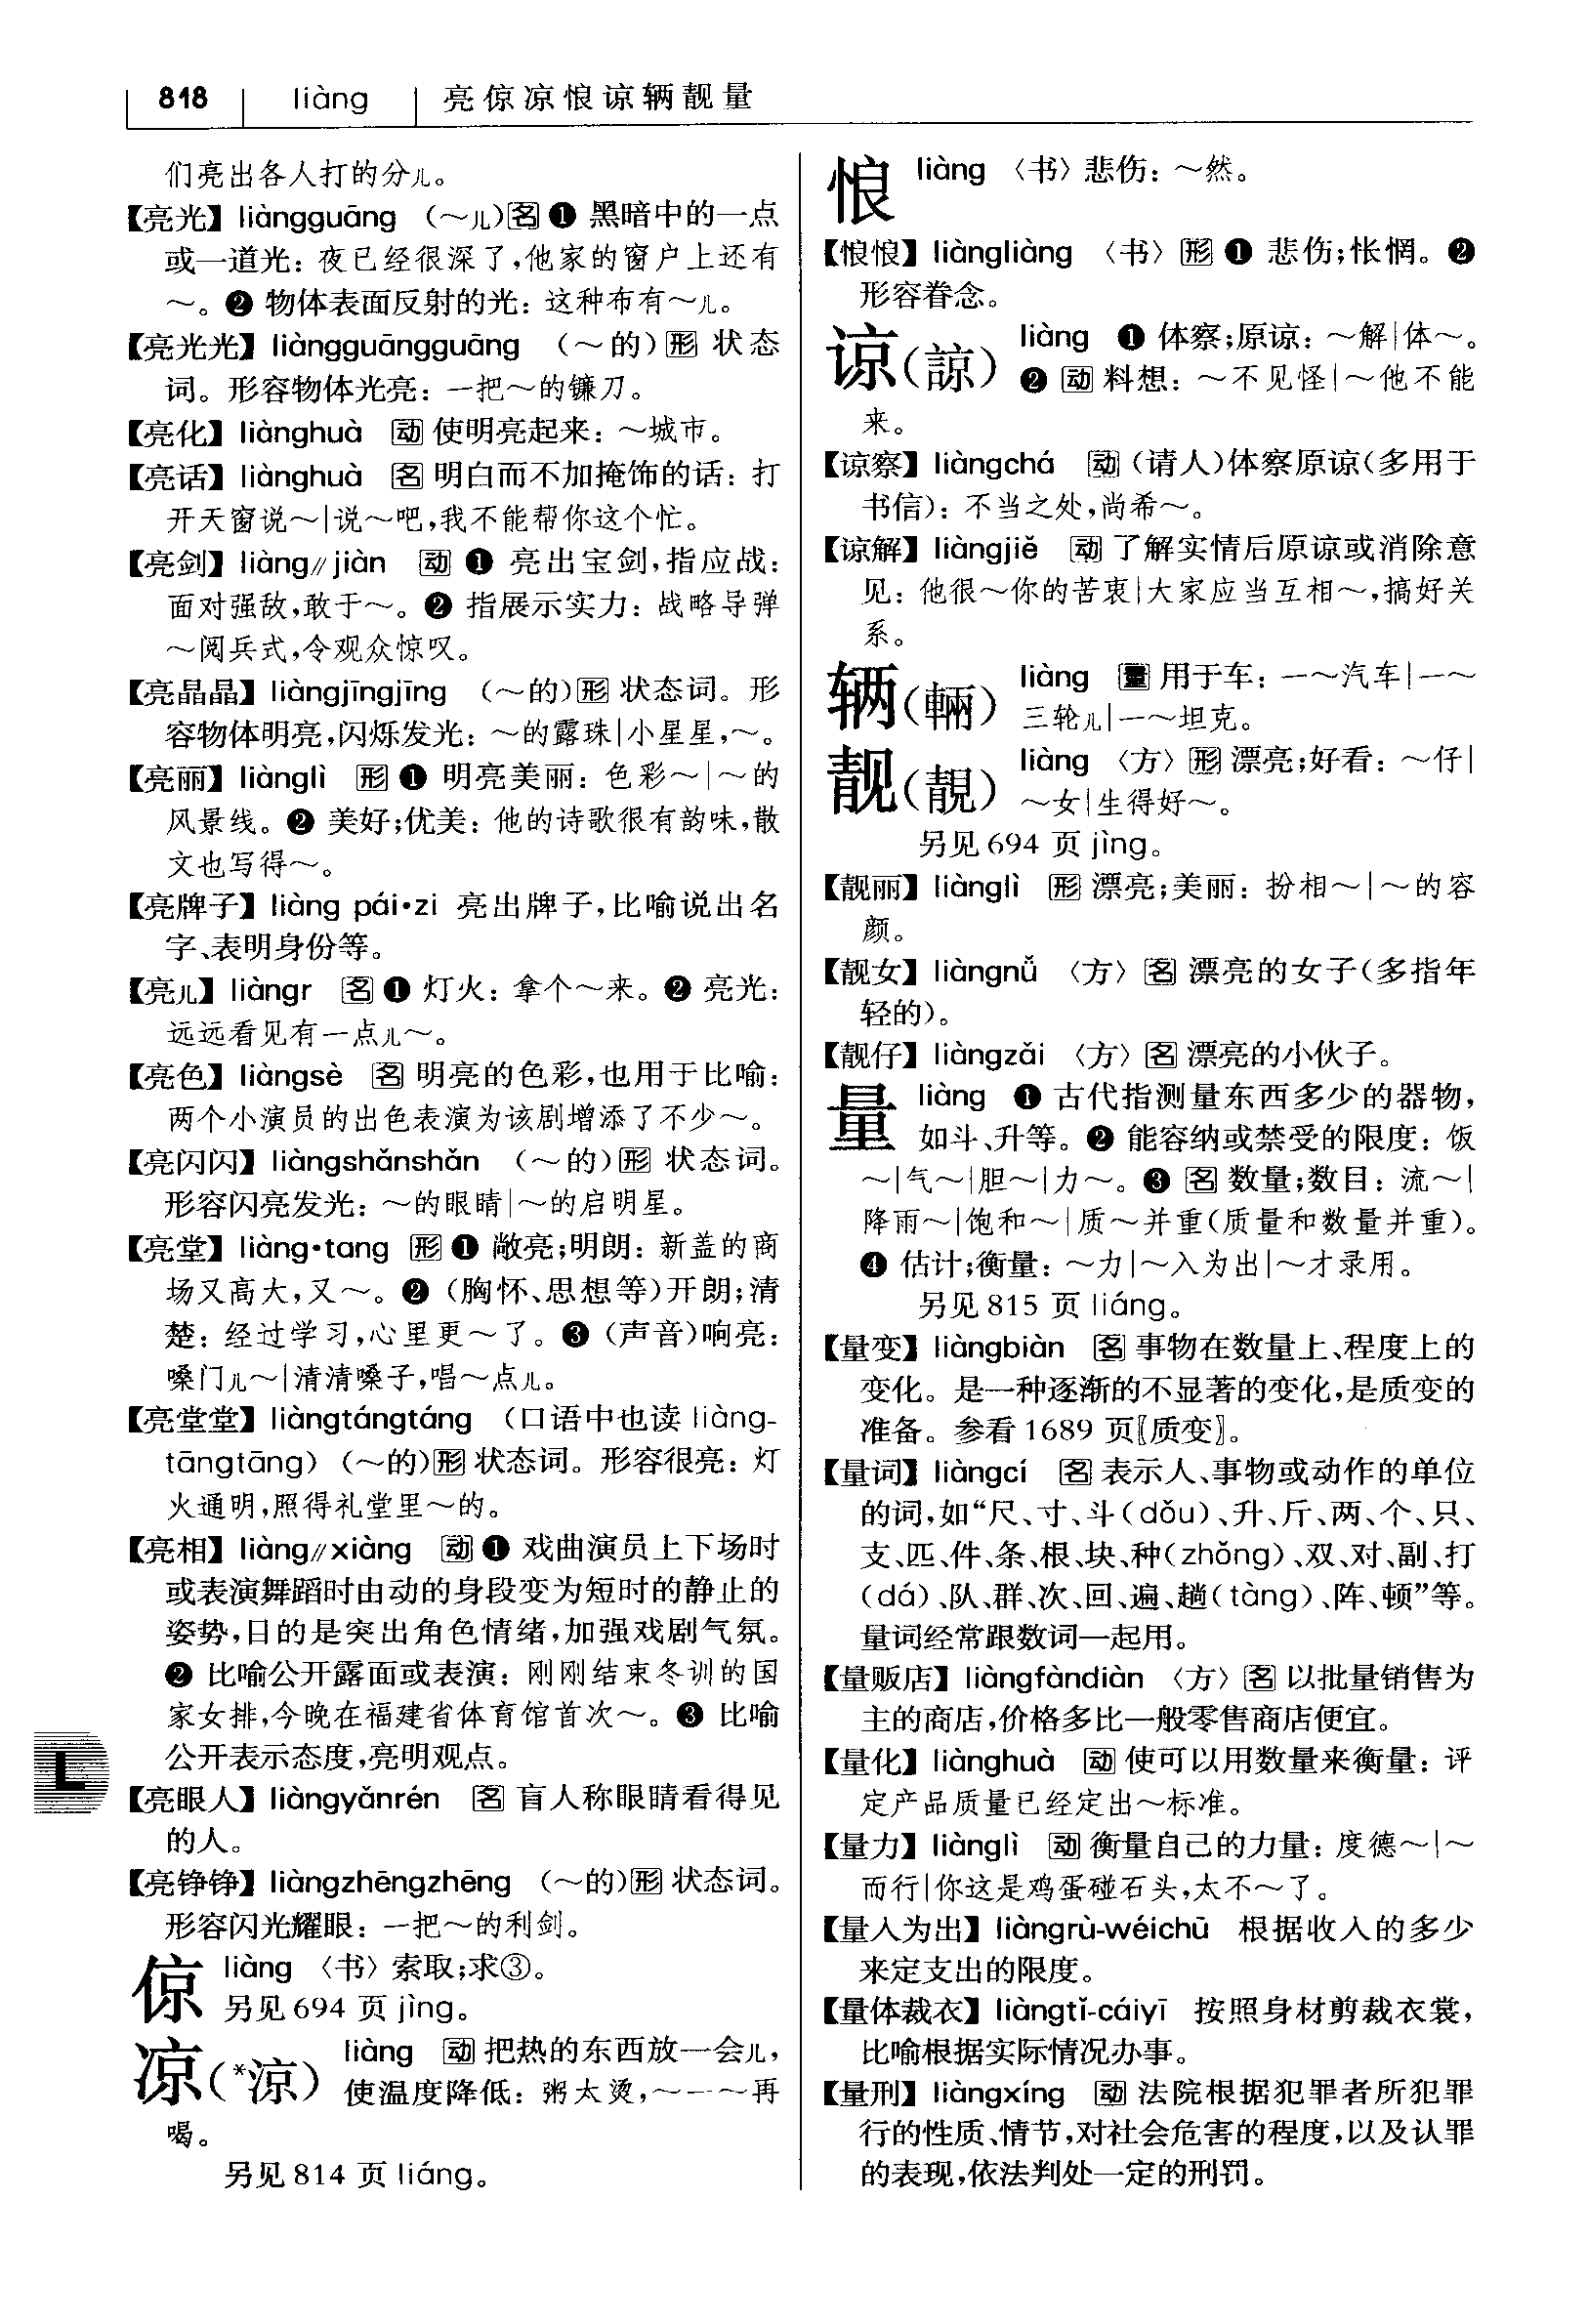 818 liàng 亮倞凉悢谅辆靓量
们亮出各人打的分儿。
【亮光】liàngguāng （～儿）名❶ 黑暗中的一点
或一道光：夜已经很深了，他家的窗户上还有
～。❷ 物体表面反射的光：这种布有～儿。
【亮光光】liàngguāngguāng （～的）形 状态
词。形容物体光亮：一把～的镰刀。
【亮化】liànghuà 动 使明亮起来：～城市。
【亮话】liànghuà 名 明白而不加掩饰的话：打
开天窗说～|说～吧，我不能帮你这个忙。
【亮剑】liàng∥jiàn 动 ❶ 亮出宝剑，指应战：
面对强敌，敢于～。❷ 指展示实力：战略导弹
～阅兵式，令观众惊叹。
【亮晶晶】liàngjīngjīng （～的）形 状态词。形
容物体明亮，闪烁发光：～的露珠|小星星，～。
【亮丽】liànglì 形 ❶ 明亮美丽：色彩～|～的
风景线。❷ 美好；优美：他的诗歌很有韵味，散
文也写得～。
【亮牌子】liàng pái·zi 亮出牌子，比喻说出名
字、表明身份等。
【亮儿】liàngr 名 ❶ 灯火：拿个～来。❷ 亮光：
远远看见有一点儿～。
【亮色】liàngsè 名 明亮的色彩，也用于比喻：
两个小演员的出色表演为该剧增添了不少～。
【亮闪闪】liàngshǎnshǎn （～的）形 状态词。
形容闪亮发光：～的眼睛|～的启明星。
【亮堂】liàng·tang 形 ❶ 敞亮；明朗：新盖的商
场又高大，又～。❷（胸怀、思想等）开朗；清
楚：经过学习，心里更～了。❸（声音）响亮：
嗓门儿～|清清嗓子，唱～点儿。
【亮堂堂】liàngtángtáng （口语中也读 liàng-
tāngtāng）（～的）形 状态词。形容很亮：灯
火通明，照得礼堂里～的。
【亮相】liàng∥xiàng 动 ❶ 戏曲演员上下场时
或表演舞蹈时由动的身段变为短时的静止的
姿势，目的是突出角色情绪，加强戏剧气氛。
❷ 比喻公开露面或表演：刚刚结束冬训的国
家女排，今晚在福建省体育馆首次～。❸ 比喻
公开表示态度，亮明观点。
【亮眼人】liàngyǎnrén 名 盲人称眼睛看得见
的人。
【亮铮铮】liàngzhēngzhēng （～的）形 状态词。
形容闪光耀眼：一把～的利剑。
倞 liàng 〈书〉索取；求③。
另见 694 页 jìng。
凉（*涼） liàng 动 把热的东西放一会儿，
使温度降低：粥太烫，～一～再
喝。
另见 814 页 liáng。
L
悢 liàng 〈书〉悲伤：～然。
【悢悢】liàngliàng 〈书〉形 ❶ 悲伤；怅惘。❷
形容眷念。
谅（諒） liàng ❶ 体察；原谅：～解|体～。
❷ 动 料想：～不见怪|～他不能
来。
【谅察】liàngchá 动 （请人）体察原谅（多用于
书信）：不当之处，尚希～。
【谅解】liàngjiě 动 了解实情后原谅或消除意
见：他很～你的苦衷|大家应当互相～，搞好关
系。
辆（輛） liàng 量 用于车：一～汽车|一～
三轮儿|一～坦克。
靓（靚） liàng 〈方〉形 漂亮；好看：～仔|
～女|生得好～。
另见 694 页 jìng。
【靓丽】liànglì 形 漂亮；美丽：扮相～|～的容
颜。
【靓女】liàngnǚ 〈方〉名 漂亮的女子（多指年
轻的）。
【靓仔】liàngzǎi 〈方〉名 漂亮的小伙子。
量 liàng ❶ 古代指测量东西多少的器物，
如斗、升等。❷ 能容纳或禁受的限度：饭
～|气～|胆～|力～。❸ 名 数量；数目：流～|
降雨～|饱和～|质～并重（质量和数量并重）。
❹ 估计；衡量：～力|～入为出|～才录用。
另见 815 页 liáng。
【量变】liàngbiàn 名 事物在数量上、程度上的
变化。是一种逐渐的不显著的变化，是质变的
准备。参看 1689 页〖质变〗。
【量词】liàngcí 名 表示人、事物或动作的单位
的词，如“尺、寸、斗（dǒu）、升、斤、两、个、只、
支、匹、件、条、根、块、种（zhǒng）、双、对、副、打
（dá）、队、群、次、回、遍、趟（tàng）、阵、顿”等。
量词经常跟数词一起用。
【量贩店】liàngfàndiàn 〈方〉名 以批量销售为
主的商店，价格多比一般零售商店便宜。
【量化】liànghuà 动 使可以用数量来衡量：评
定产品质量已经定出～标准。
【量力】liànglì 动 衡量自己的力量：度德～|～
而行|你这是鸡蛋碰石头，太不～了。
【量入为出】liàngrù-wéichū 根据收入的多少
来定支出的限度。
【量体裁衣】liàngtǐ-cáiyī 按照身材剪裁衣裳，
比喻根据实际情况办事。
【量刑】liàngxíng 动 法院根据犯罪者所犯罪
行的性质、情节，对社会危害的程度，以及认罪
的表现，依法判处一定的刑罚。